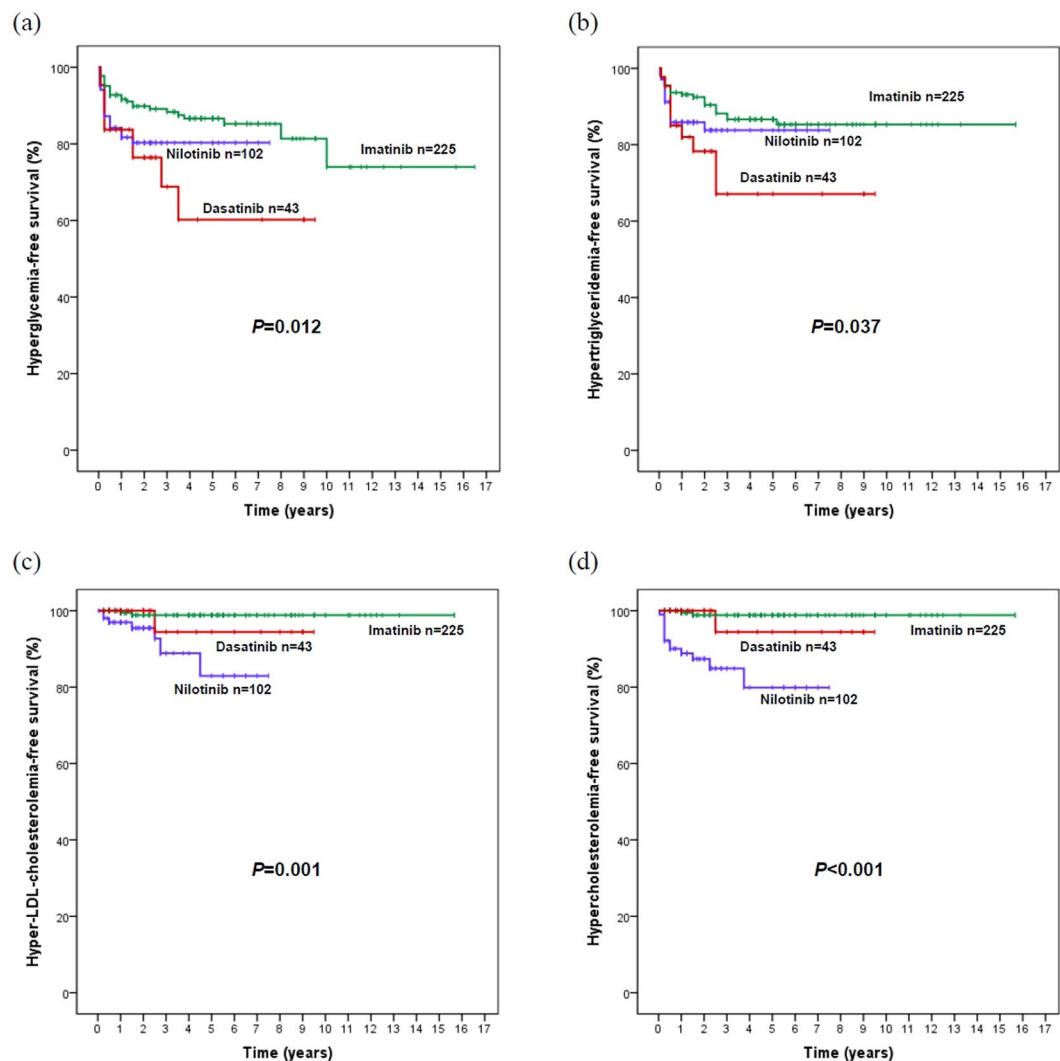 (a)
Hyperglycemia-free survival (%)
100
80
60
40
20
0
Imatinib n=225
Nilotinib n=102
Dasatinib n=43
P=0.012
0 1 2 3 4 5 6 7 8 9 10 11 12 13 14 15 16 17
Time (years)
(b)
Hypertriglyceridemia-free survival (%)
100
80
60
40
20
0
Imatinib n=225
Nilotinib n=102
Dasatinib n=43
P=0.037
0 1 2 3 4 5 6 7 8 9 10 11 12 13 14 15 16 17
Time (years)
(c)
Hyper-LDL-cholesterolemia-free survival (%)
100
80
60
40
20
0
Imatinib n=225
Dasatinib n=43
Nilotinib n=102
P=0.001
0 1 2 3 4 5 6 7 8 9 10 11 12 13 14 15 16 17
Time (years)
(d)
Hypercholesterolemia-free survival (%)
100
80
60
40
20
0
Imatinib n=225
Dasatinib n=43
Nilotinib n=102
P<0.001
0 1 2 3 4 5 6 7 8 9 10 11 12 13 14 15 16 17
Time (years)